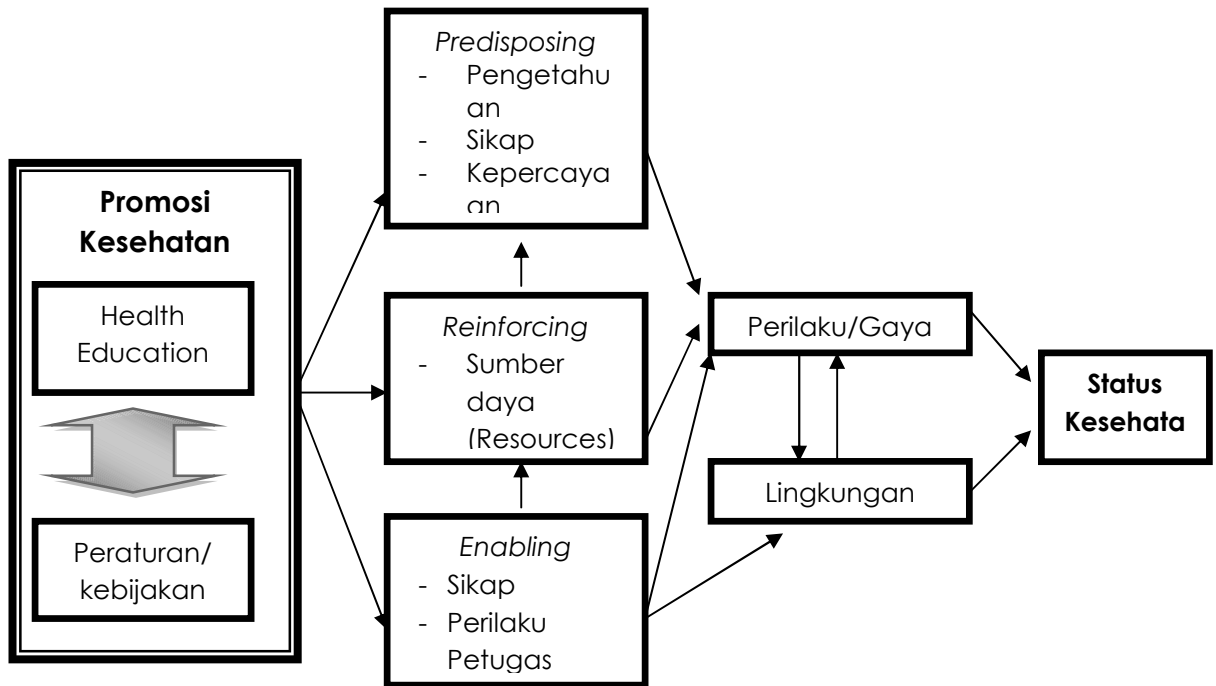 Promosi
Kesehatan
Health
Education
Peraturan/
kebijakan
Predisposing
- Pengetahu
an
- Sikap
- Kepercaya
an
Reinforcing
- Sumber
daya
(Resources)
Enabling
- Sikap
- Perilaku
Petugas
Perilaku/Gaya
Lingkungan
Status
Kesehata